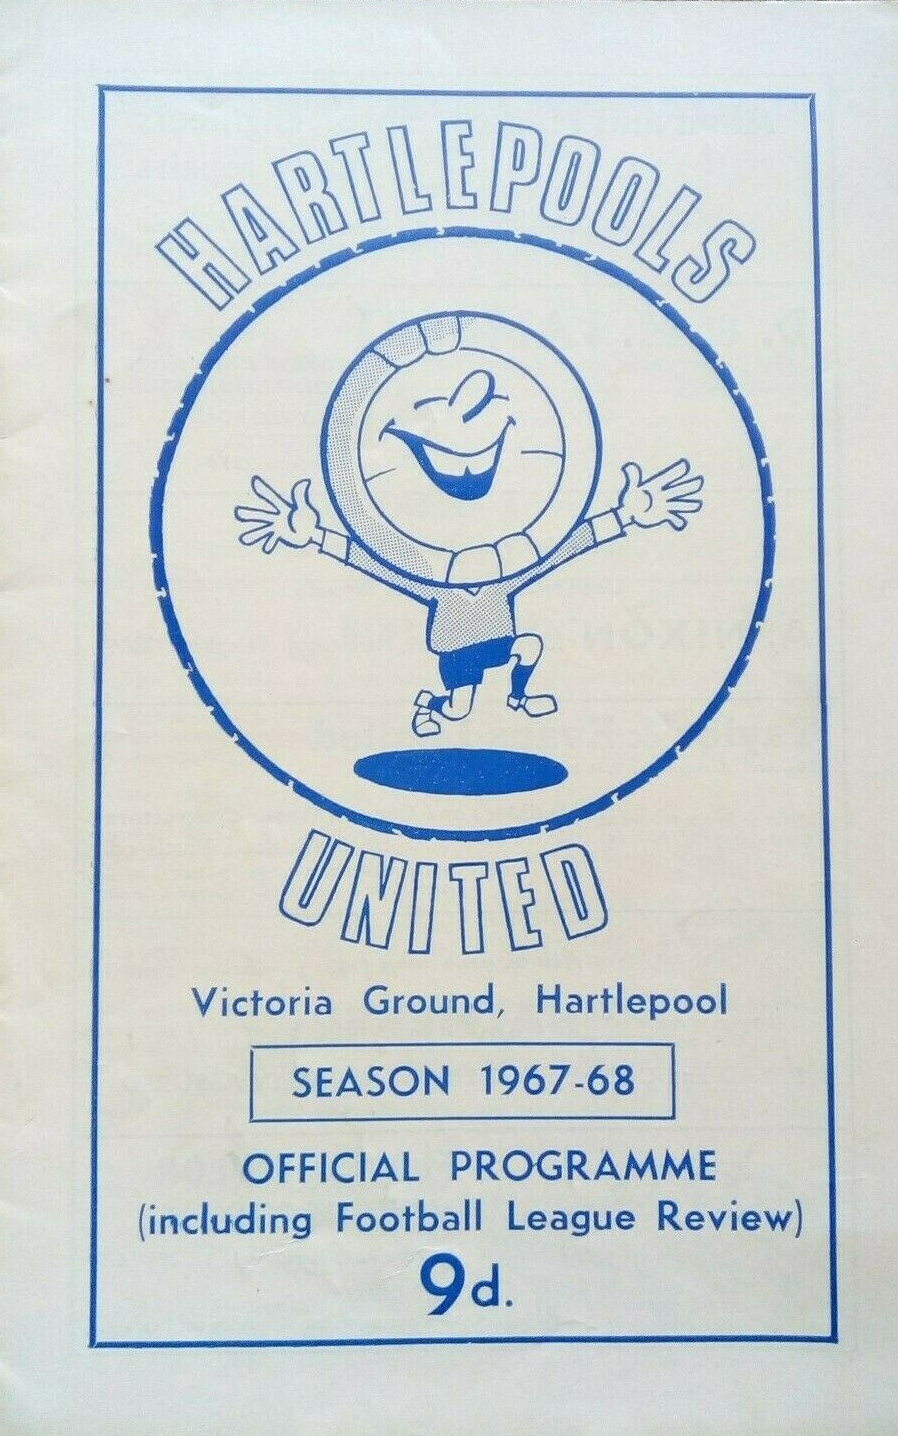 HARTLEPOOLS
UNITED
Victoria Ground, Hartlepool
SEASON 1967-68
OFFICIAL PROGRAMME
(including Football League Review)
9d.